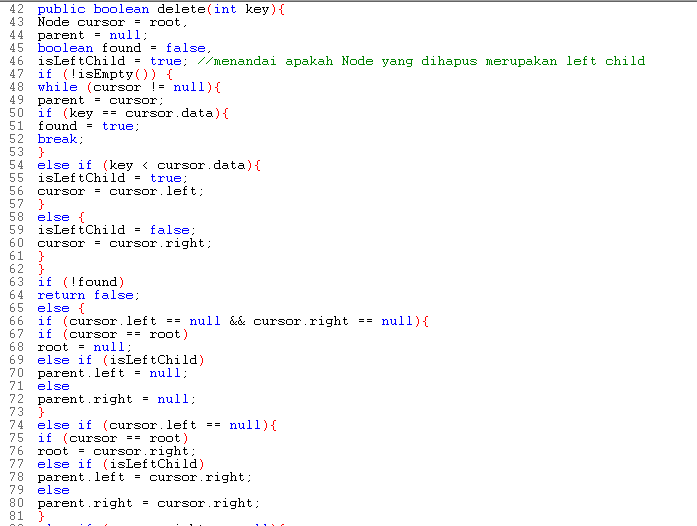 42 public boolean delete(int key){
43 Node cursor = root,
44 parent = null;
45 boolean found = false,
46 isLeftChild = true; //menandai apakah Node yang dihapus merupakan left child
47 if (!isEmpty()) {
48 while (cursor != null){
49 parent = cursor;
50 if (key == cursor.data){
51 found = true;
52 break;
53 }
54 else if (key < cursor.data){
55 isLeftChild = true;
56 cursor = cursor.left;
57 }
58 else {
59 isLeftChild = false;
60 cursor = cursor.right;
61 }
62 }
63 if (!found)
64 return false;
65 else {
66 if (cursor.left == null && cursor.right == null){
67 if (cursor == root)
68 root = null;
69 else if (isLeftChild)
70 parent.left = null;
71 else
72 parent.right = null;
73 }
74 else if (cursor.left == null){
75 if (cursor == root)
76 root = cursor.right;
77 else if (isLeftChild)
78 parent.left = cursor.right;
79 else
80 parent.right = cursor.right;
81 }